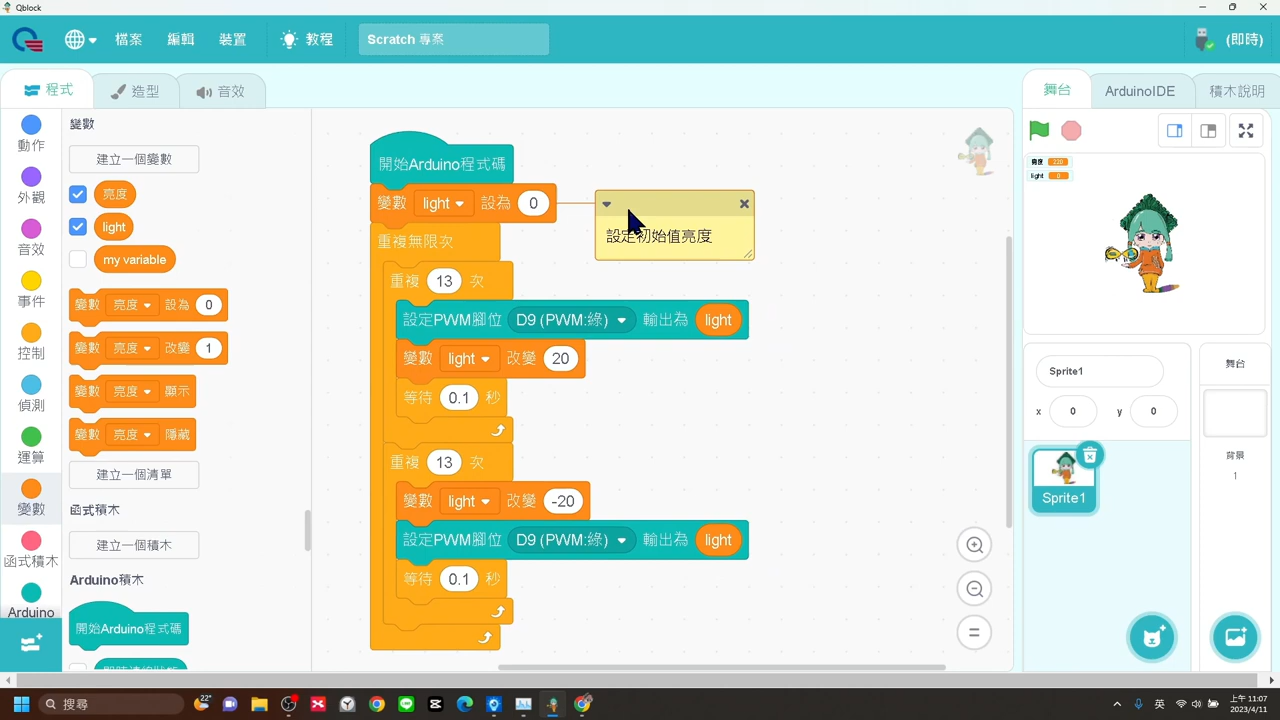 Qblock
檔案 編輯 裝置 教程 Scratch 專案 (即時)
程式 造型 音效
舞台 ArduinoIDE 積木說明
動作
外觀
音效
事件
控制
偵測
運算
變數
函式積木
Arduino
變數
建立一個變數
亮度
light
my variable
變數 亮度 設為 0
變數 亮度 改變 1
變數 亮度 顯示
變數 亮度 隱藏
建立一個清單
函式積木
建立一個積木
Arduino積木
開始Arduino程式碼
開始Arduino程式碼
變數 light 設為 0
設定初始值亮度
重複無限次
重複 13 次
設定PWM腳位 D9 (PWM:綠) 輸出為 light
變數 light 改變 20
等待 0.1 秒
重複 13 次
變數 light 改變 -20
設定PWM腳位 D9 (PWM:綠) 輸出為 light
等待 0.1 秒
亮度 220
light 0
Sprite1
x 0 y 0
Sprite1
舞台
背景
1
搜尋
22°
英
上午 11:07
2023/4/11